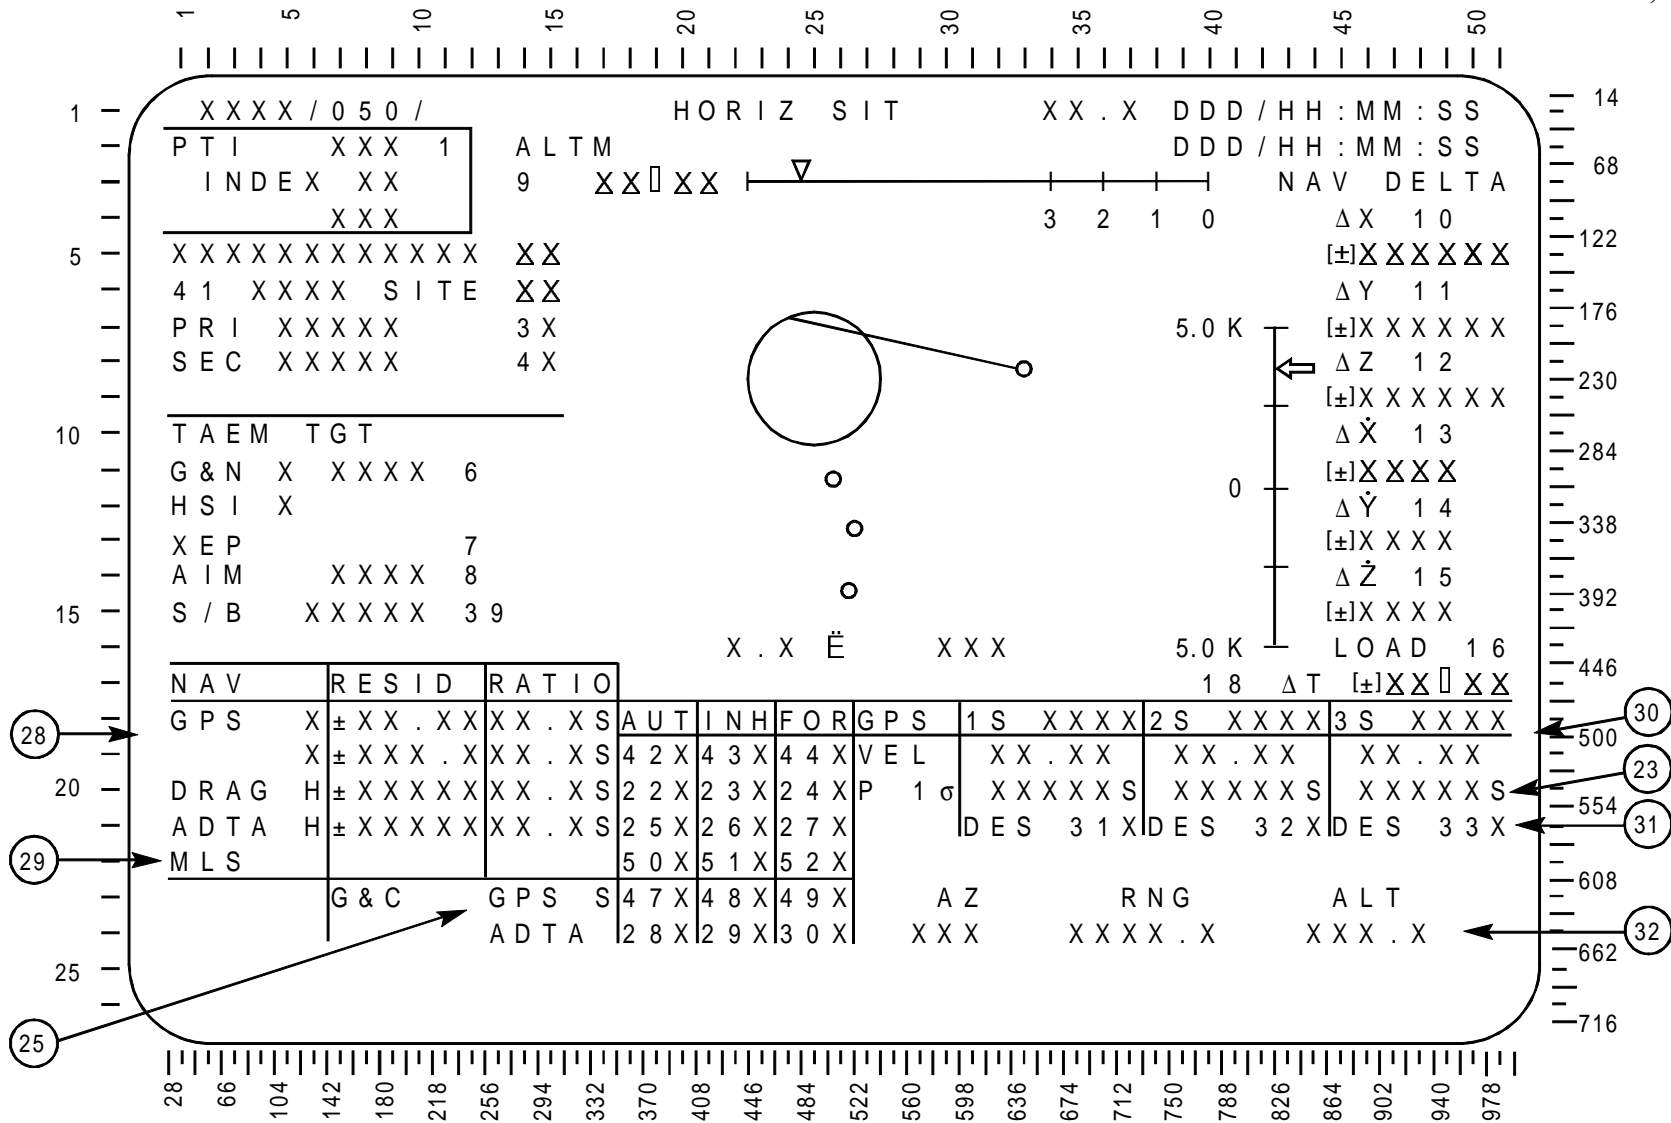 1 5 10 15 20 25 30 35 40 45 50
1 XXXX/050/ HORIZ SIT XX.X DDD/HH:MM:SS 14
PTI XXX 1 ALTM DDD/HH:MM:SS
68
INDEX XX 9 XX▯XX NAV DELTA
XXX 3 2 1 0 ΔX 10
122
5 XXXXXXXXXXXX XX [±]XXXXXX
41 XXXX SITE XX ΔY 11
176
PRI XXXXX 3X 5.0K [±]XXXXXX
SEC XXXXX 4X ΔZ 12
230
[±]XXXXXX
10 TAEM TGT ΔẊ 13
284
G&N X XXXX 6 [±]XXXX
0
HSI X ΔẎ 14
338
XEP 7 [±]XXXX
AIM XXXX 8 ΔŻ 15
392
15 S/B XXXXX 39 [±]XXXX
X.X Ë XXX 5.0K LOAD 16
446
NAV RESID RATIO 18 ΔT [±]XX▯XX
30
GPS X ±XX.XX XX.XS AUT INH FOR GPS 1S XXXX 2S XXXX 3S XXXX
28 500
X ±XXX.X XX.XS 42X 43X 44X VEL XX.XX XX.XX XX.XX
23
20 DRAG H ±XXXXX XX.XS 22X 23X 24X P 1σ XXXXXS XXXXXS XXXXXS
554
ADTA H ±XXXXX XX.XS 25X 26X 27X DES 31X DES 32X DES 33X 31
29 MLS 50X 51X 52X
608
G&C GPS S 47X 48X 49X AZ RNG ALT
ADTA 28X 29X 30X XXX XXXX.X XXX.X 32
662
25
716
25
28 66 104 142 180 218 256 294 332 370 408 446 484 522 560 598 636 674 712 750 788 826 864 902 940 978